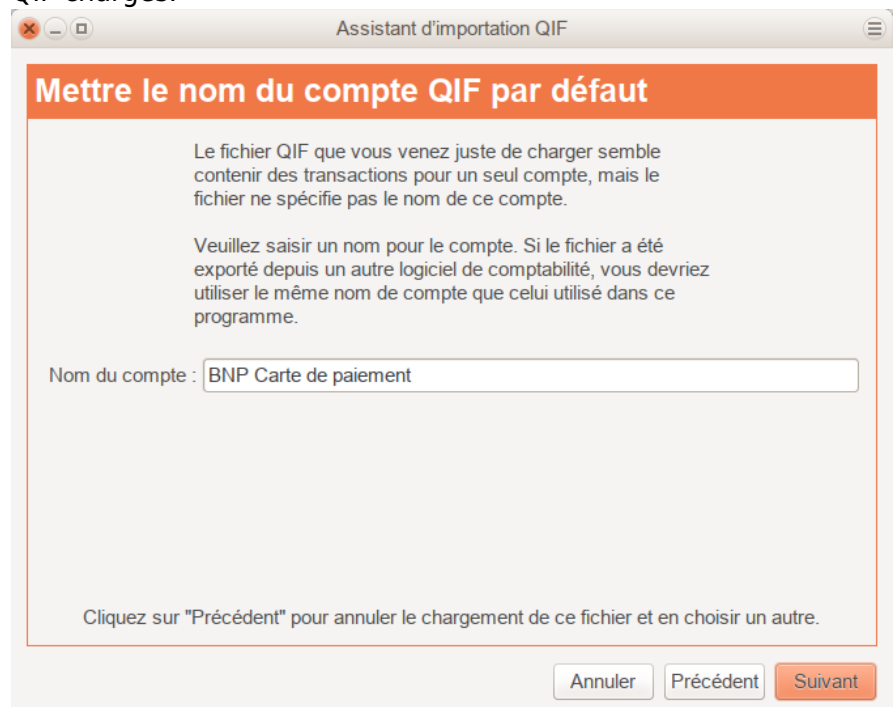 QIF chargés.
Assistant d'importation QIF
Mettre le nom du compte QIF par défaut
Le fichier QIF que vous venez juste de charger semble
contenir des transactions pour un seul compte, mais le
fichier ne spécifie pas le nom de ce compte.
Veuillez saisir un nom pour le compte. Si le fichier a été
exporté depuis un autre logiciel de comptabilité, vous devriez
utiliser le même nom de compte que celui utilisé dans ce
programme.
Nom du compte : BNP Carte de paiement
Cliquez sur "Précédent" pour annuler le chargement de ce fichier et en choisir un autre.
Annuler Précédent Suivant